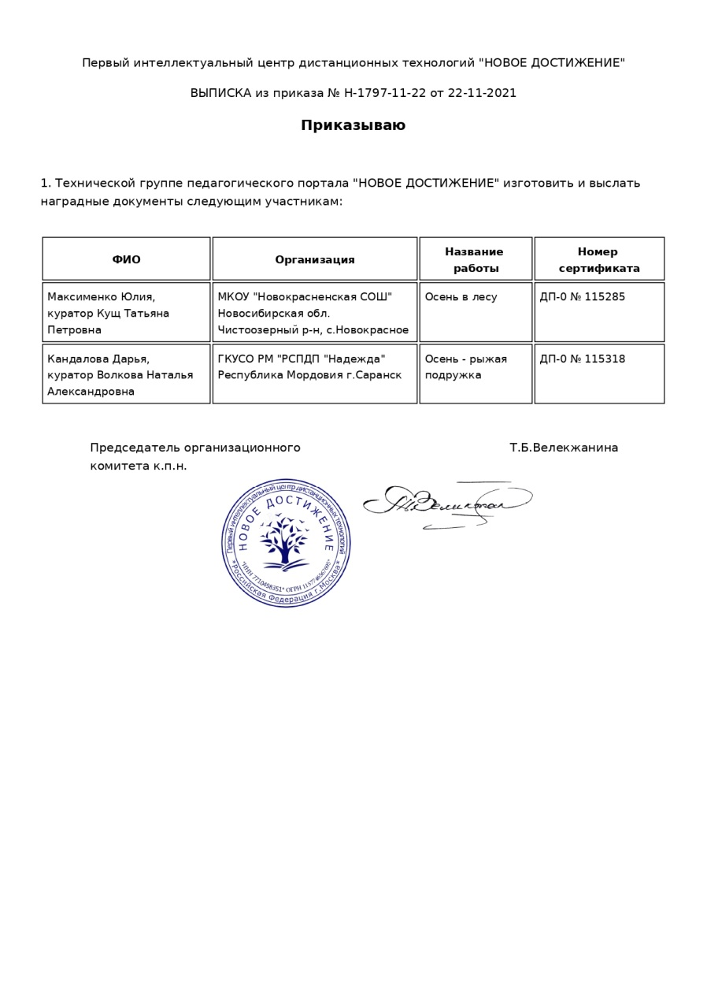 Первый интеллектуальный центр дистанционных технологий "НОВОЕ ДОСТИЖЕНИЕ"
ВЫПИСКА из приказа № Н-1797-11-22 от 22-11-2021
Приказываю
1. Технической группе педагогического портала "НОВОЕ ДОСТИЖЕНИЕ" изготовить и выслать
наградные документы следующим участникам:
ФИО
Организация
Название
работы
Номер
сертификата
Максименко Юлия,
куратор Кущ Татьяна
Петровна
МКОУ "Новокрасненская СОШ"
Новосибирская обл.
Чистоозерный р-н, с.Новокрасное
Осень в лесу
ДП-0 № 115285
Кандалова Дарья,
куратор Волкова Наталья
Александровна
ГКУСО РМ "РСПДП "Надежда"
Республика Мордовия г.Саранск
Осень - рыжая
подружка
ДП-0 № 115318
Председатель организационного
комитета к.п.н.
Т.Б.Велекжанина
Первый интеллектуальный центр дистанционных технологий
НОВОЕ ДОСТИЖЕНИЕ
*ИНН 7710498351* ОГРН
*Российская Федерация г.Москва*